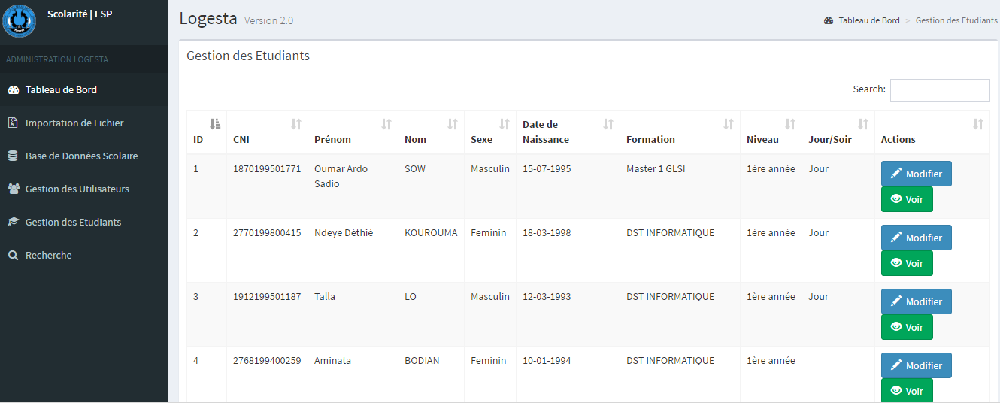 Scolarité | ESP
ADMINISTRATION LOGESTA
Tableau de Bord
Importation de Fichier
Base de Données Scolaire
Gestion des Utilisateurs
Gestion des Etudiants
Recherche
Logesta Version 2.0
Tableau de Bord > Gestion des Etudiants
Gestion des Etudiants
Search:
ID CNI Prénom Nom Sexe Date de Naissance Formation Niveau Jour/Soir Actions
1 1870199501771 Oumar Ardo Sadio SOW Masculin 15-07-1995 Master 1 GLSI 1ère année Jour Modifier
Voir
2 2770199800415 Ndeye Déthié KOUROUMA Feminin 18-03-1998 DST INFORMATIQUE 1ère année Jour Modifier
Voir
3 1912199501187 Talla LO Masculin 12-03-1993 DST INFORMATIQUE 1ère année Jour Modifier
Voir
4 2768199400259 Aminata BODIAN Feminin 10-01-1994 DST INFORMATIQUE 1ère année Modifier
Voir